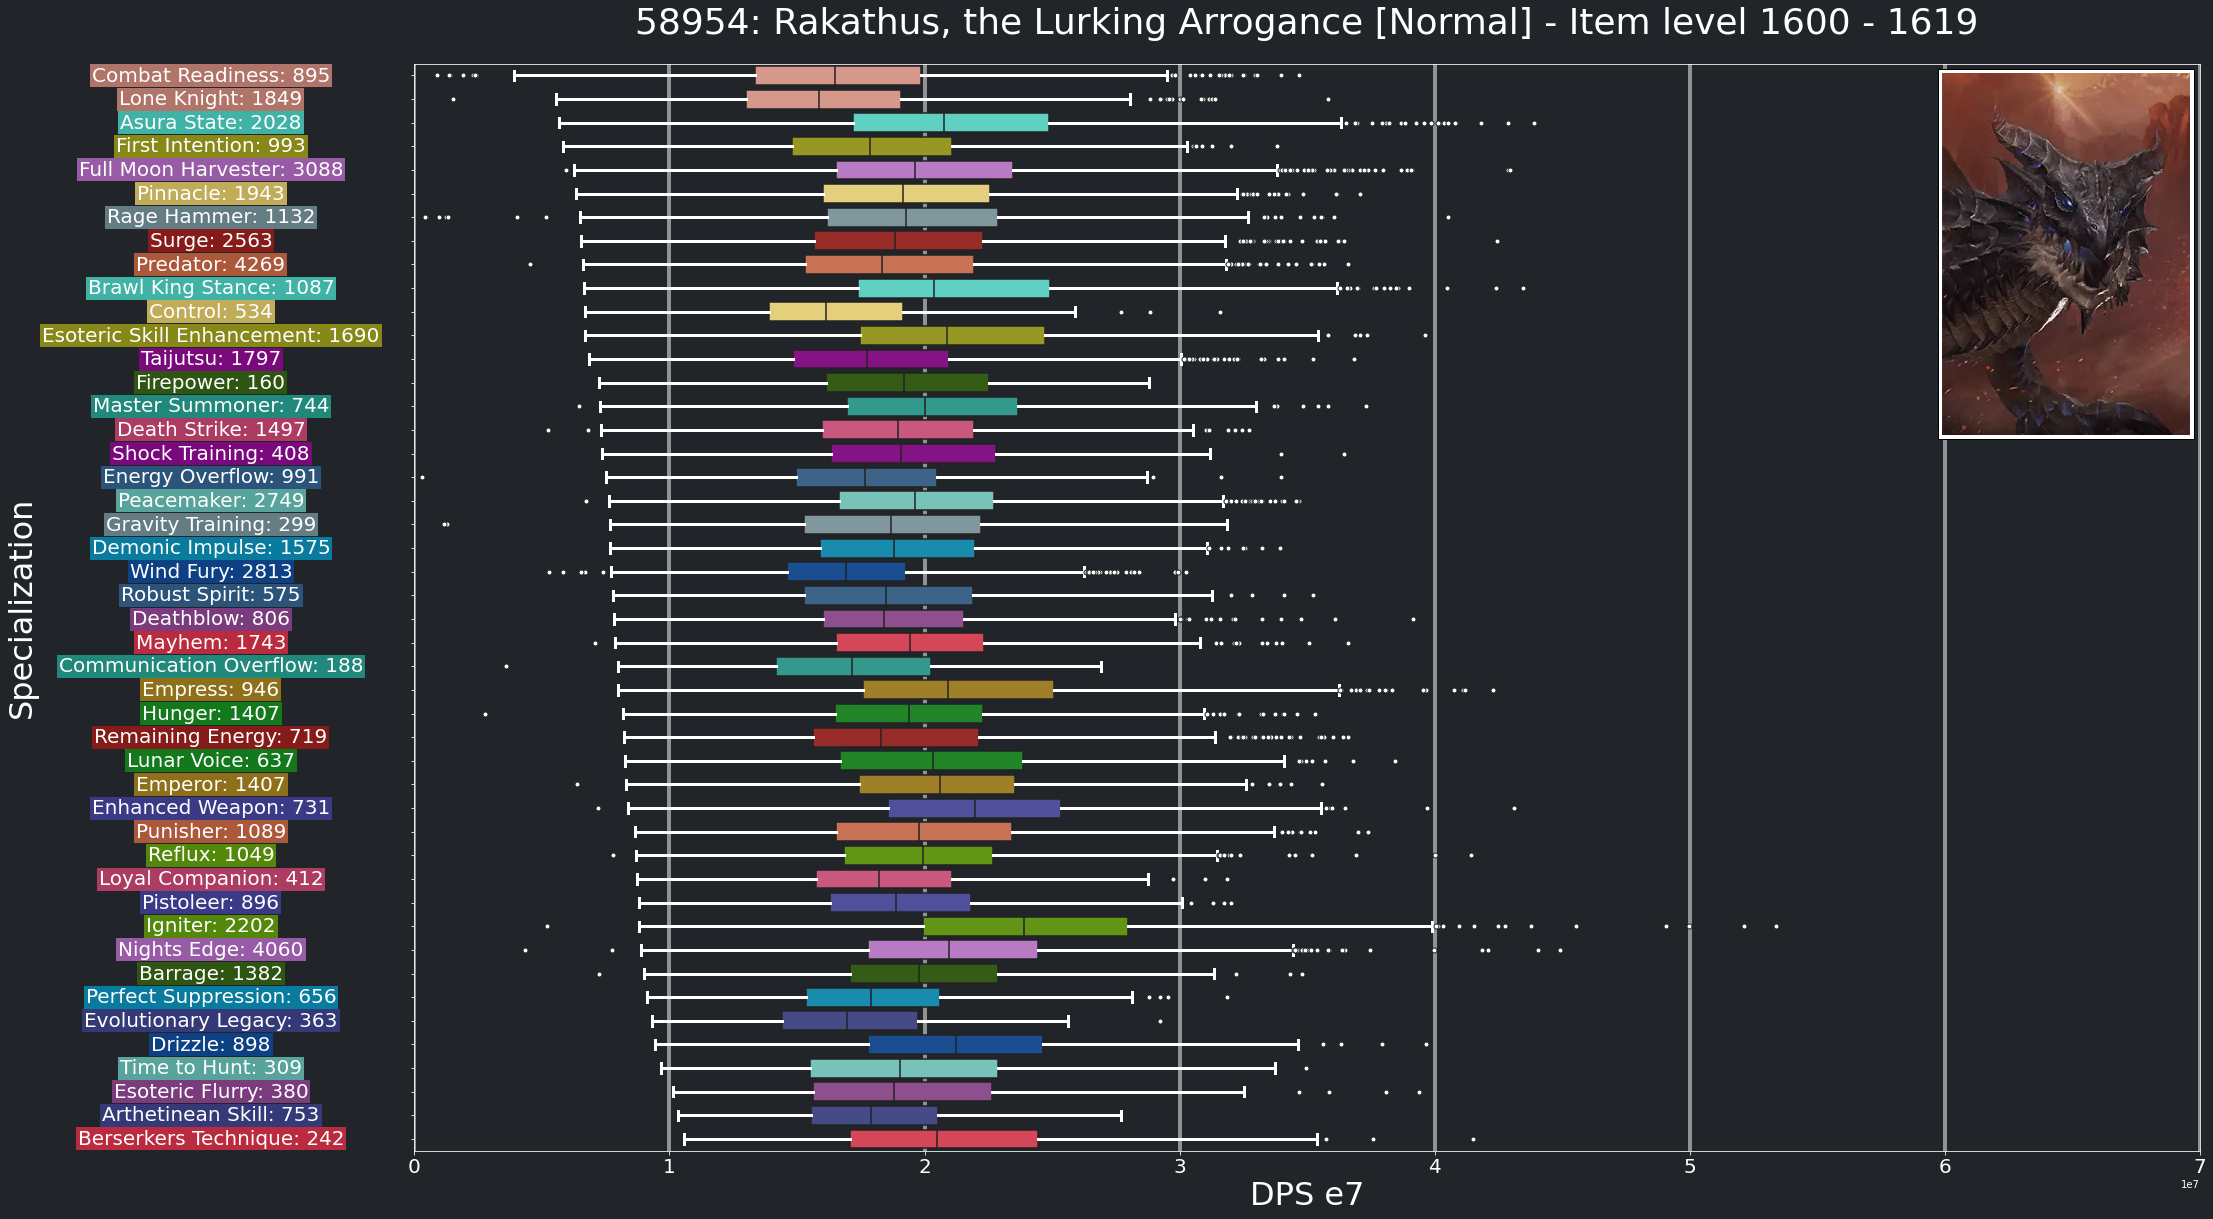 58954: Rakathus, the Lurking Arrogance [Normal] - Item level 1600 - 1619
Combat Readiness: 895
Lone Knight: 1849
Asura State: 2028
First Intention: 993
Full Moon Harvester: 3088
Pinnacle: 1943
Rage Hammer: 1132
Surge: 2563
Predator: 4269
Brawl King Stance: 1087
Control: 534
Esoteric Skill Enhancement: 1690
Taijutsu: 1797
Firepower: 160
Master Summoner: 744
Death Strike: 1497
Shock Training: 408
Energy Overflow: 991
Peacemaker: 2749
Gravity Training: 299
Demonic Impulse: 1575
Wind Fury: 2813
Robust Spirit: 575
Deathblow: 806
Mayhem: 1743
Communication Overflow: 188
Empress: 946
Hunger: 1407
Remaining Energy: 719
Lunar Voice: 637
Emperor: 1407
Enhanced Weapon: 731
Punisher: 1089
Reflux: 1049
Loyal Companion: 412
Pistoleer: 896
Igniter: 2202
Nights Edge: 4060
Barrage: 1382
Perfect Suppression: 656
Evolutionary Legacy: 363
Drizzle: 898
Time to Hunt: 309
Esoteric Flurry: 380
Arthetinean Skill: 753
Berserkers Technique: 242
Specialization
0 1 2 3 4 5 6 7
1e7
DPS e7